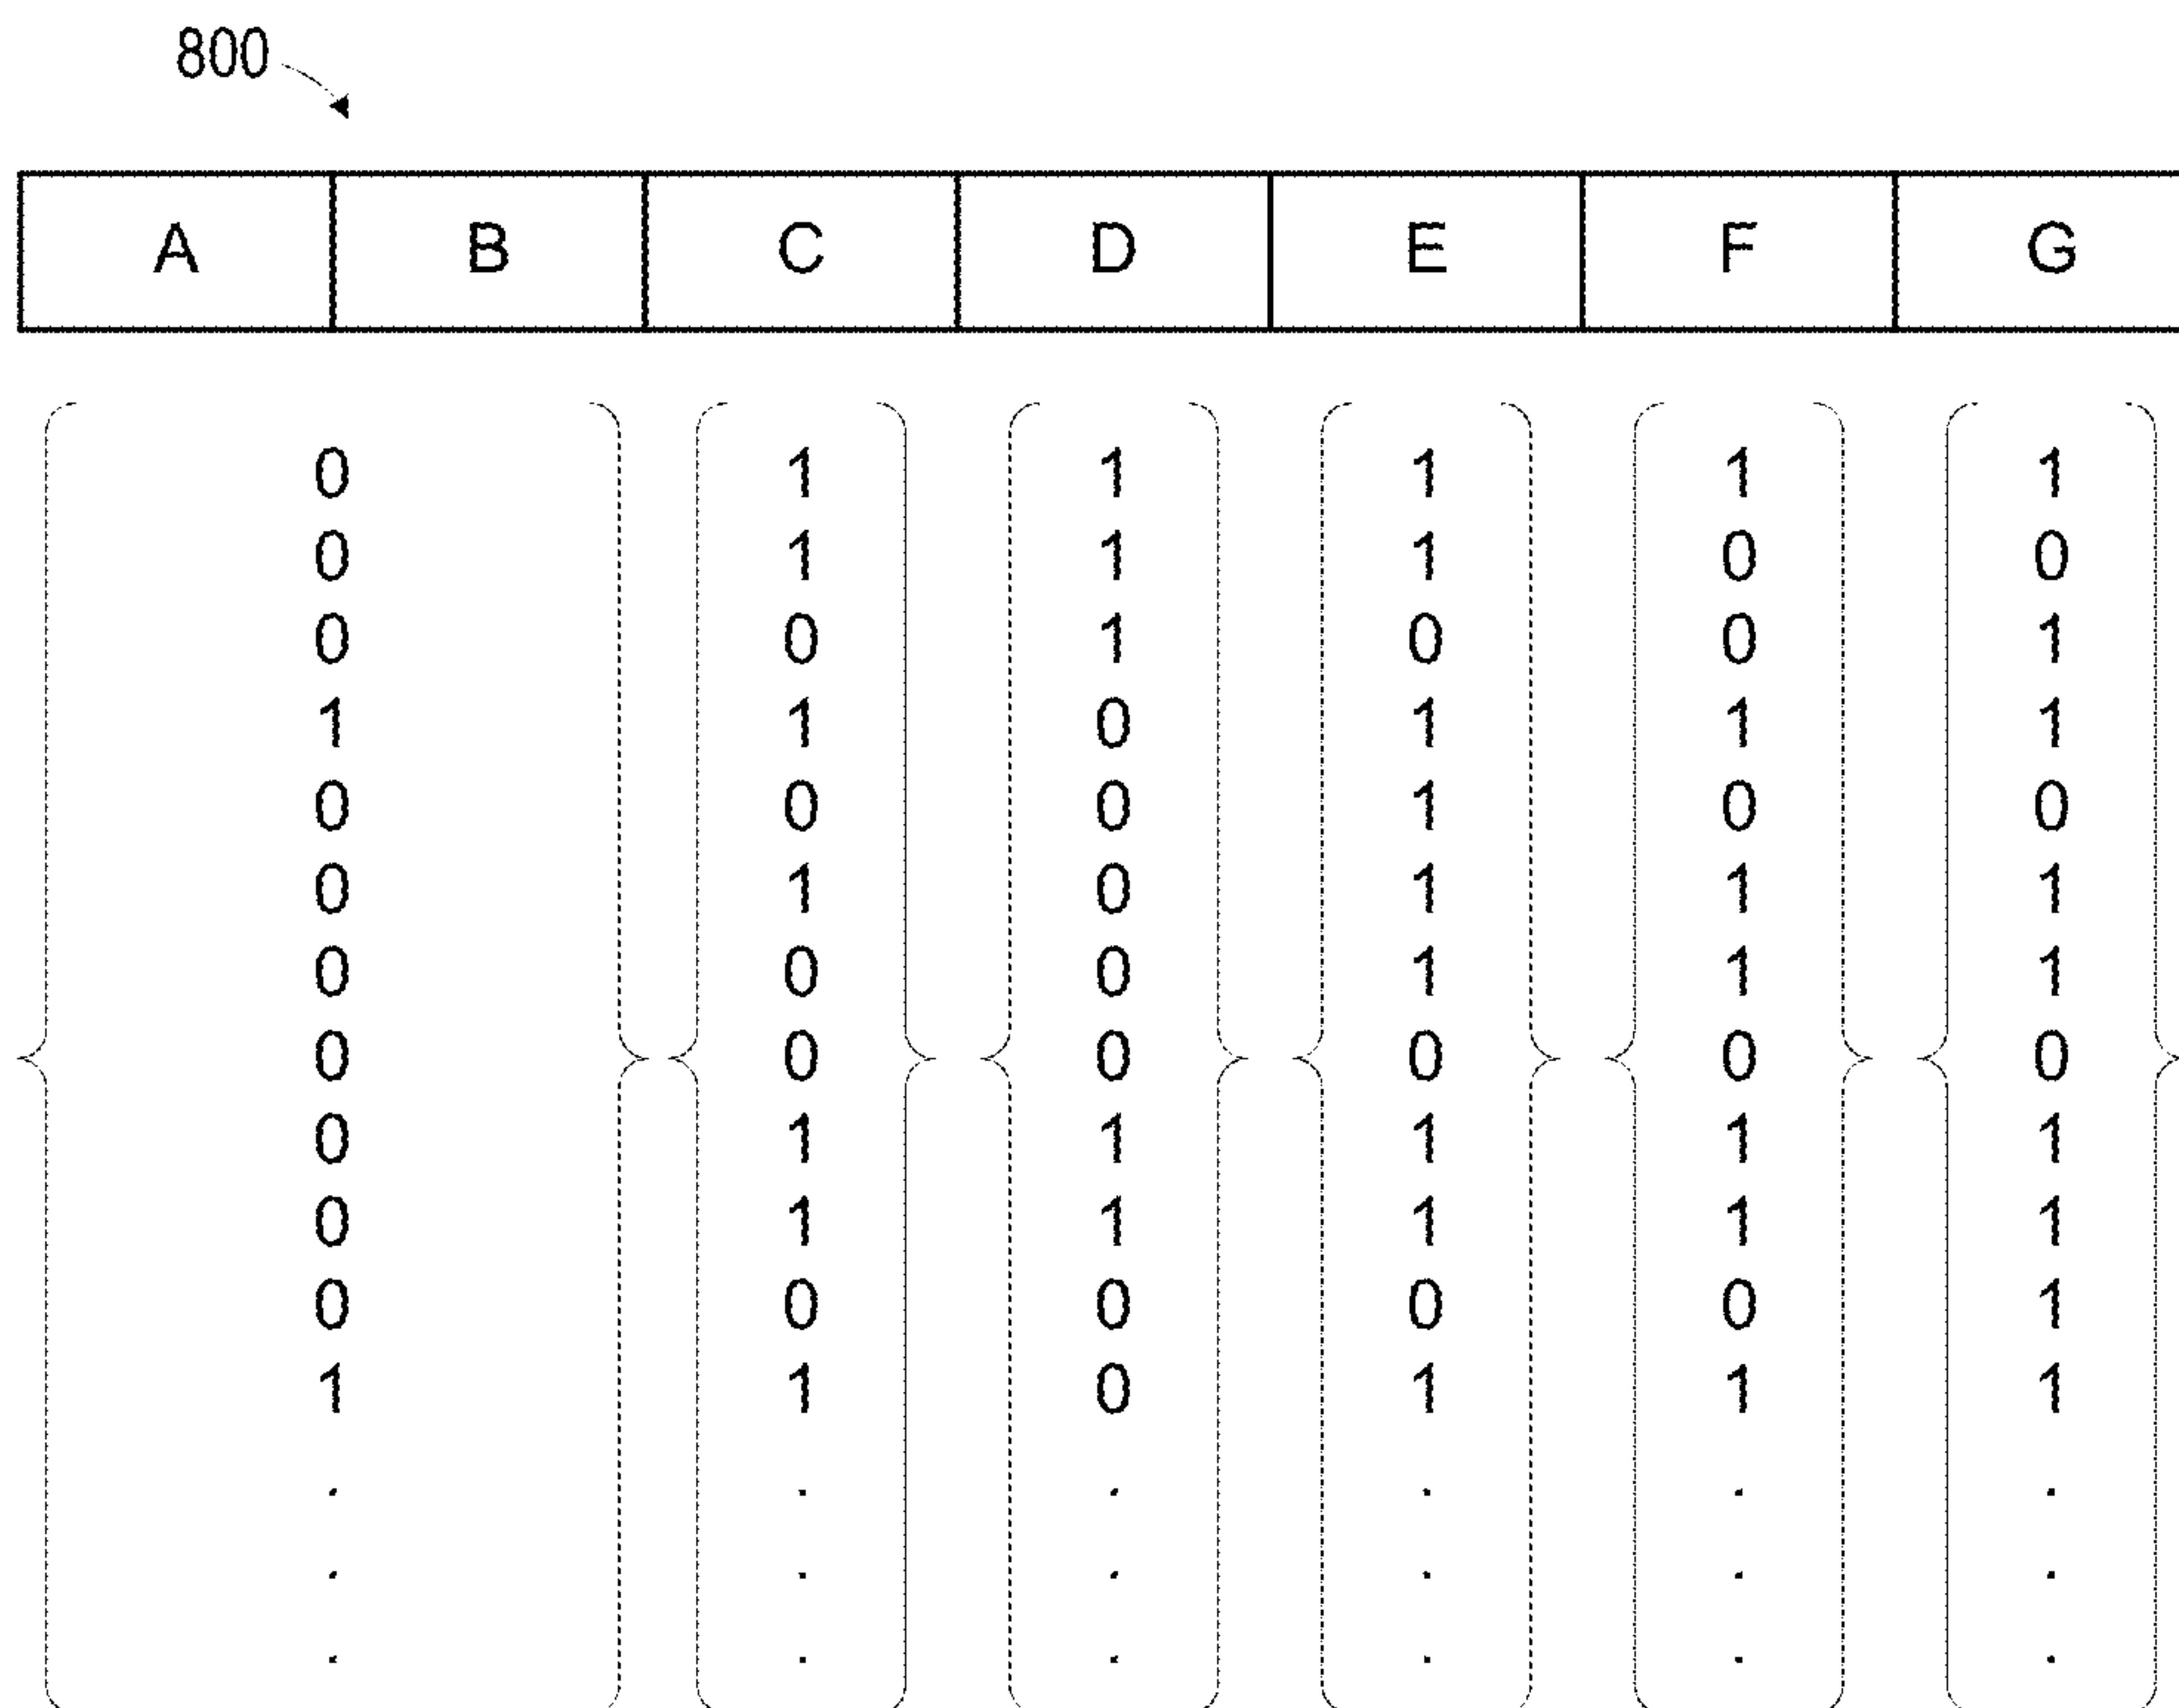 800
A B C D E F G
0 1 1 1 1 1
0 1 1 1 0 0
0 0 1 0 0 1
1 1 0 1 1 1
0 0 0 1 0 0
0 1 0 1 1 1
0 0 0 1 1 1
0 0 0 0 0 0
0 1 1 1 1 1
0 1 1 1 1 1
0 0 0 0 0 1
1 1 0 1 1 1
. . . . . .
. . . . . .
. . . . . .